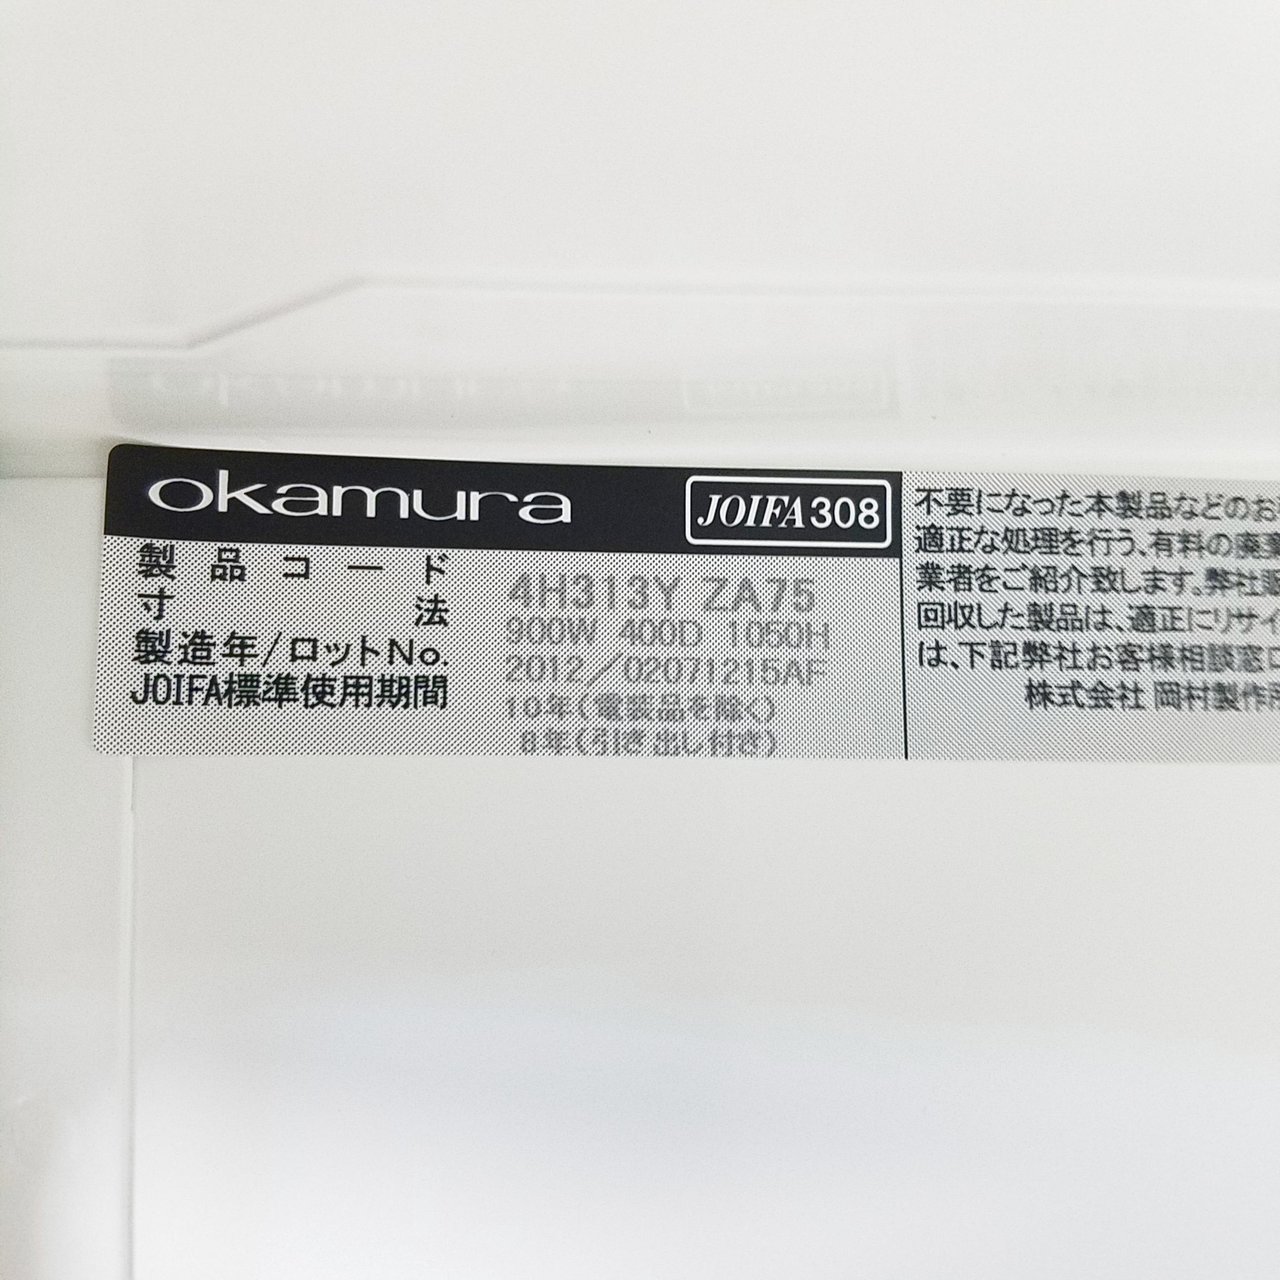 okamura JOIFA308
製品コード 4H313Y ZA75
寸法 900W 400D 1050H
製造年/ロットNo. 2012/02071215AF
JOIFA標準使用期間 10年(電装品を除く)
8年(引き出し付き)
不要になった本製品などのお
適正な処理を行う、有料の廃棄
業者をご紹介致します。弊社
回収した製品は、適正にリサイ
は、下記弊社お客様相談窓口
株式会社 岡村製作所